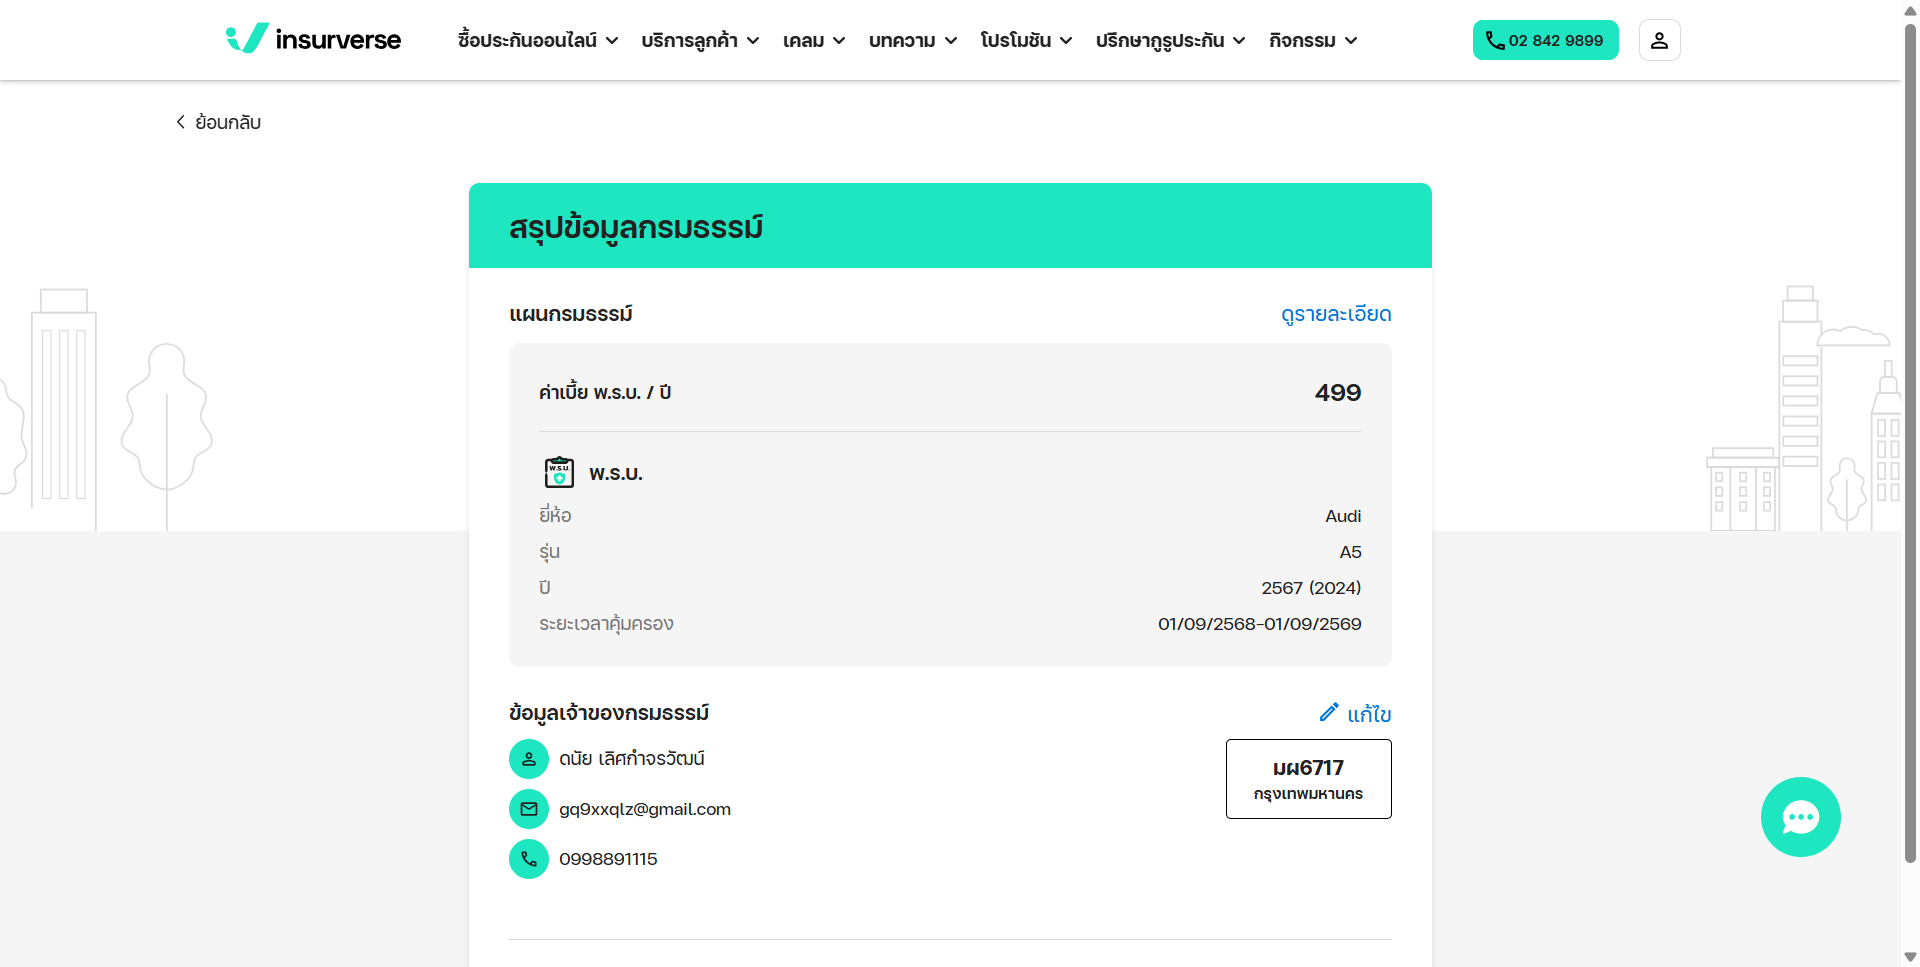 insurverse
ซื้อประกันออนไลน์ บริการลูกค้า เคลม บทความ โปรโมชัน ปรึกษากูรูประกัน กิจกรรม 02 842 9899
ย้อนกลับ
สรุปข้อมูลกรมธรรม์
แผนกรมธรรม์ ดูรายละเอียด
ค่าเบี้ย พ.ร.บ. / ปี 499
พ.ร.บ. พ.ร.บ.
ยี่ห้อ Audi
รุ่น A5
ปี 2567 (2024)
ระยะเวลาคุ้มครอง 01/09/2568-01/09/2569
ข้อมูลเจ้าของกรมธรรม์ แก้ไข
ดนัย เลิศกำจรวัฒน์ มผ6717
กรุงเทพมหานคร
gq9xxqlz@gmail.com
0998891115